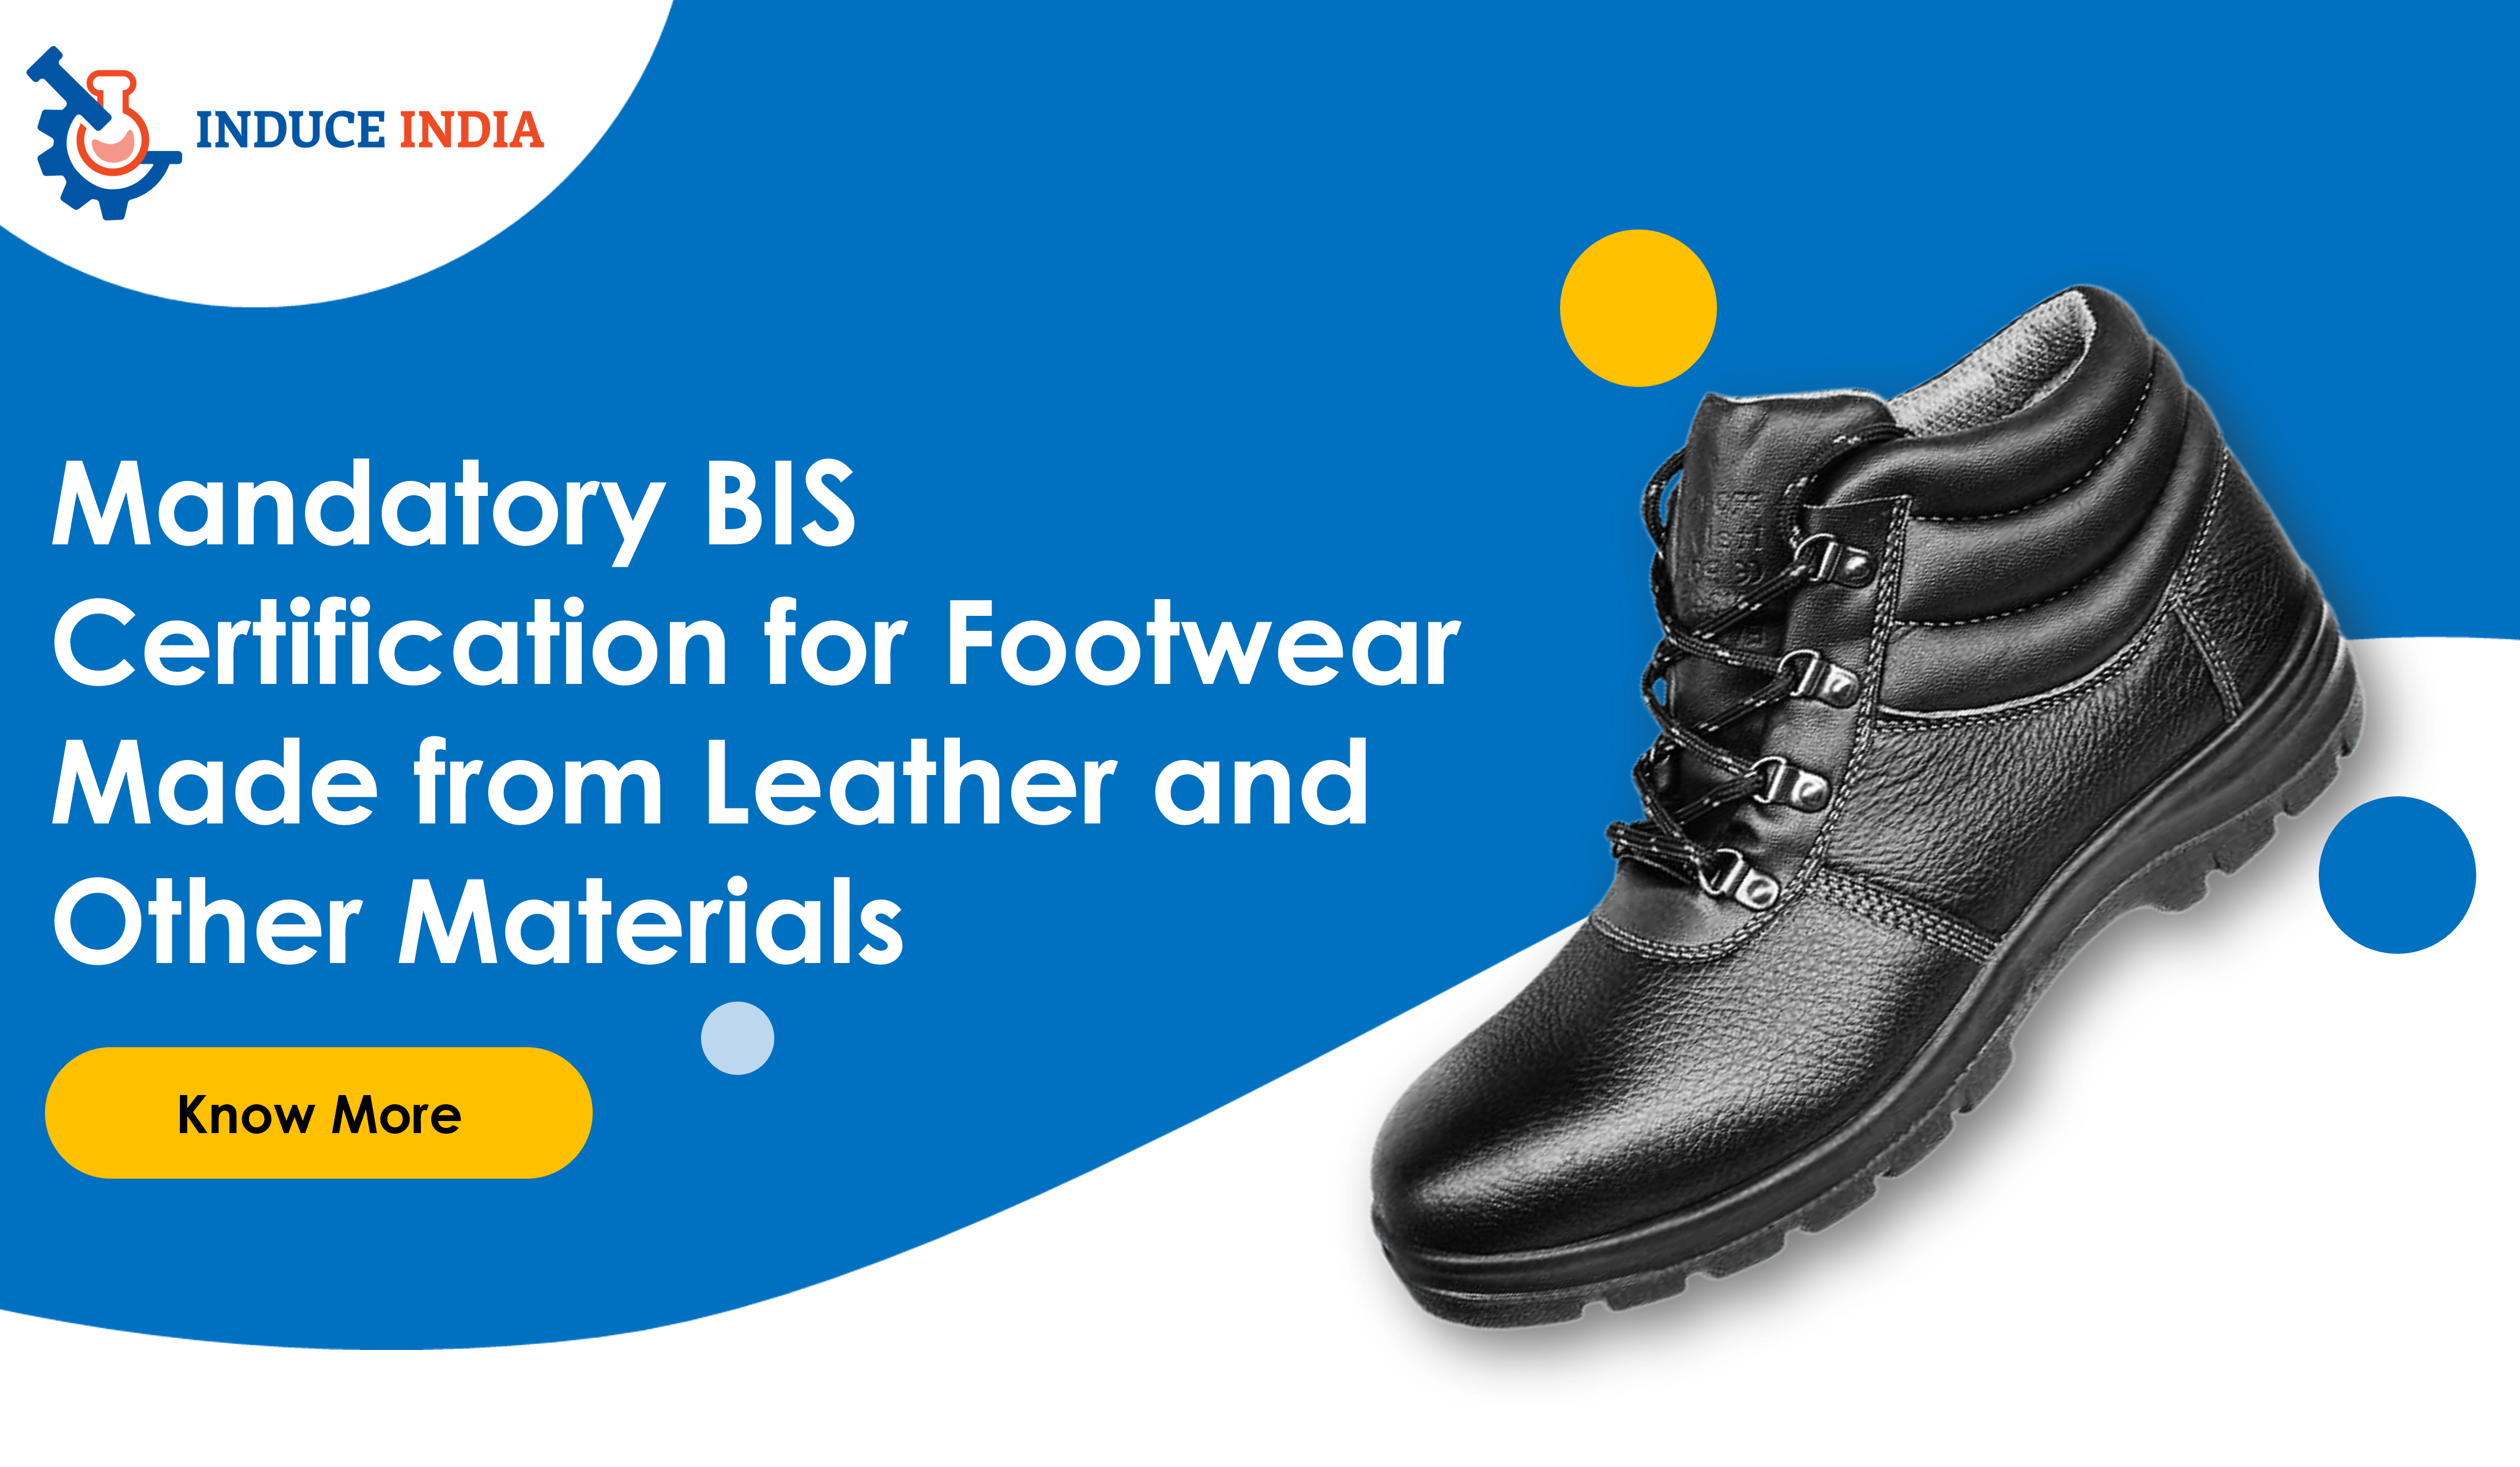 INDUCE INDIA
Mandatory BIS
Certification for Footwear
Made from Leather and
Other Materials
Know More